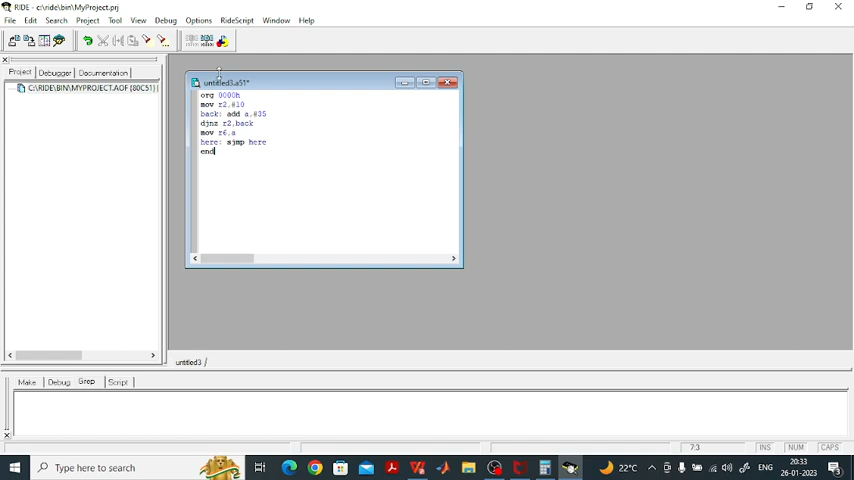 RIDE - c:\ride\bin\MyProject.prj
File Edit Search Project Tool View Debug Options RideScript Window Help
Project Debugger Documentation
C:\RIDE\BIN\MYPROJECT.AOF (80C51)
untitled3.a51*
org 0000h
mov r2,#10
back: add a,#35
djnz r2,back
mov r6,a
here: sjmp here
end
untitled3
Make Debug Grep Script
7:3 INS NUM CAPS
Type here to search
22°C ENG
20:33
26-01-2023
3